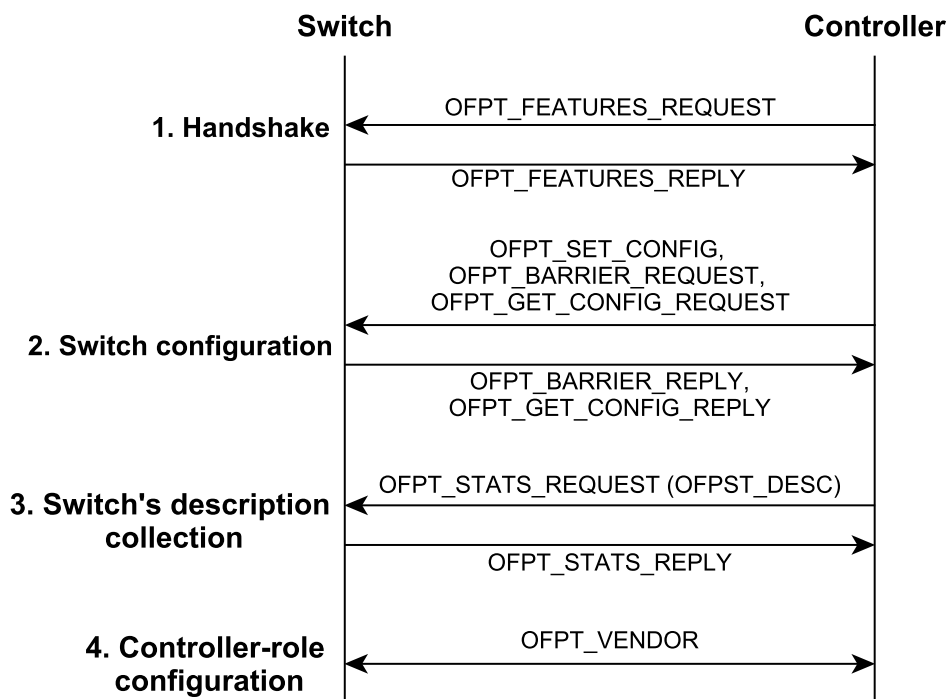 Switch
Controller
OFPT_FEATURES_REQUEST
1. Handshake
OFPT_FEATURES_REPLY
OFPT_SET_CONFIG,
OFPT_BARRIER_REQUEST,
OFPT_GET_CONFIG_REQUEST
2. Switch configuration
OFPT_BARRIER_REPLY,
OFPT_GET_CONFIG_REPLY
OFPT_STATS_REQUEST (OFPST_DESC)
3. Switch's description
collection
OFPT_STATS_REPLY
OFPT_VENDOR
4. Controller-role
configuration